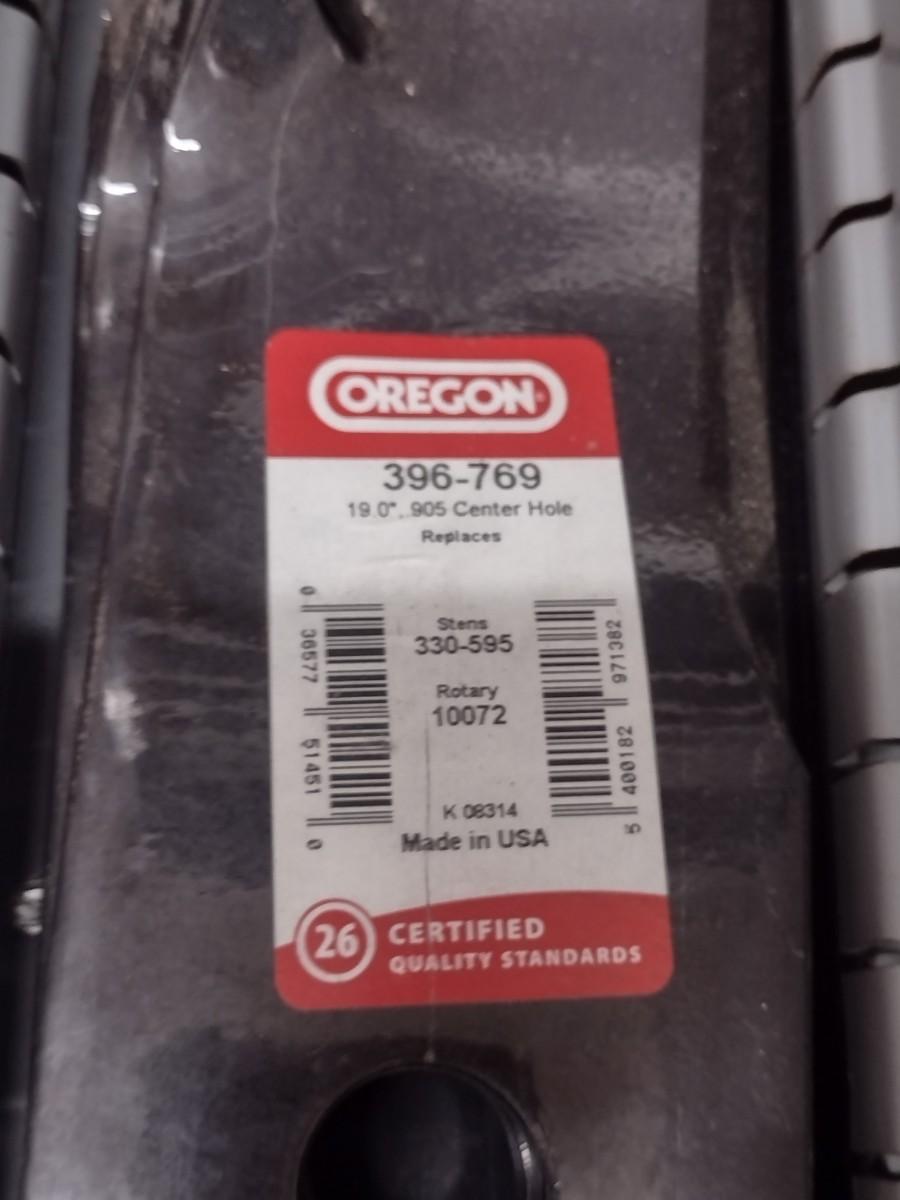 OREGON
396-769
19.0", .905 Center Hole
Replaces
Stens
330-595
Rotary
10072
K 08314
Made in USA
0 36577 51451 0
5 400182 971382
26
CERTIFIED
QUALITY STANDARDS